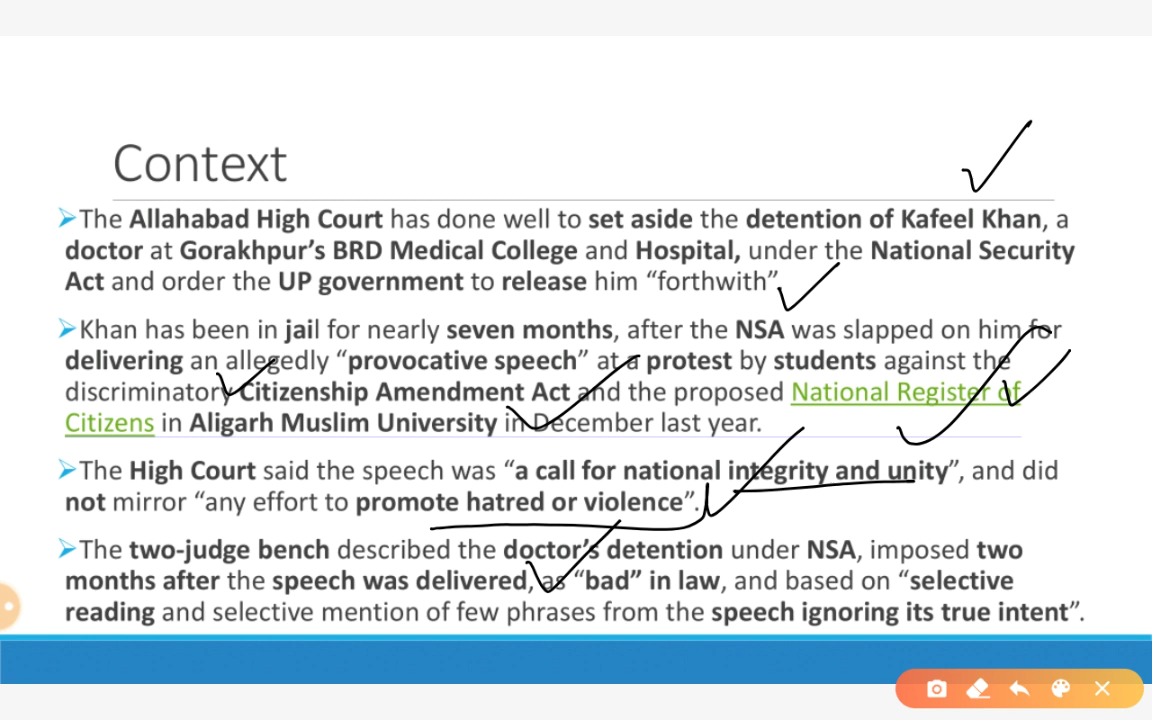 Context
➢The Allahabad High Court has done well to set aside the detention of Kafeel Khan, a
doctor at Gorakhpur’s BRD Medical College and Hospital, under the National Security
Act and order the UP government to release him “forthwith”.
➢Khan has been in jail for nearly seven months, after the NSA was slapped on him for
delivering an allegedly “provocative speech” at a protest by students against the
discriminatory Citizenship Amendment Act and the proposed National Register of
Citizens in Aligarh Muslim University in December last year.
➢The High Court said the speech was “a call for national integrity and unity”, and did
not mirror “any effort to promote hatred or violence”.
➢The two-judge bench described the doctor’s detention under NSA, imposed two
months after the speech was delivered, as “bad” in law, and based on “selective
reading and selective mention of few phrases from the speech ignoring its true intent”.